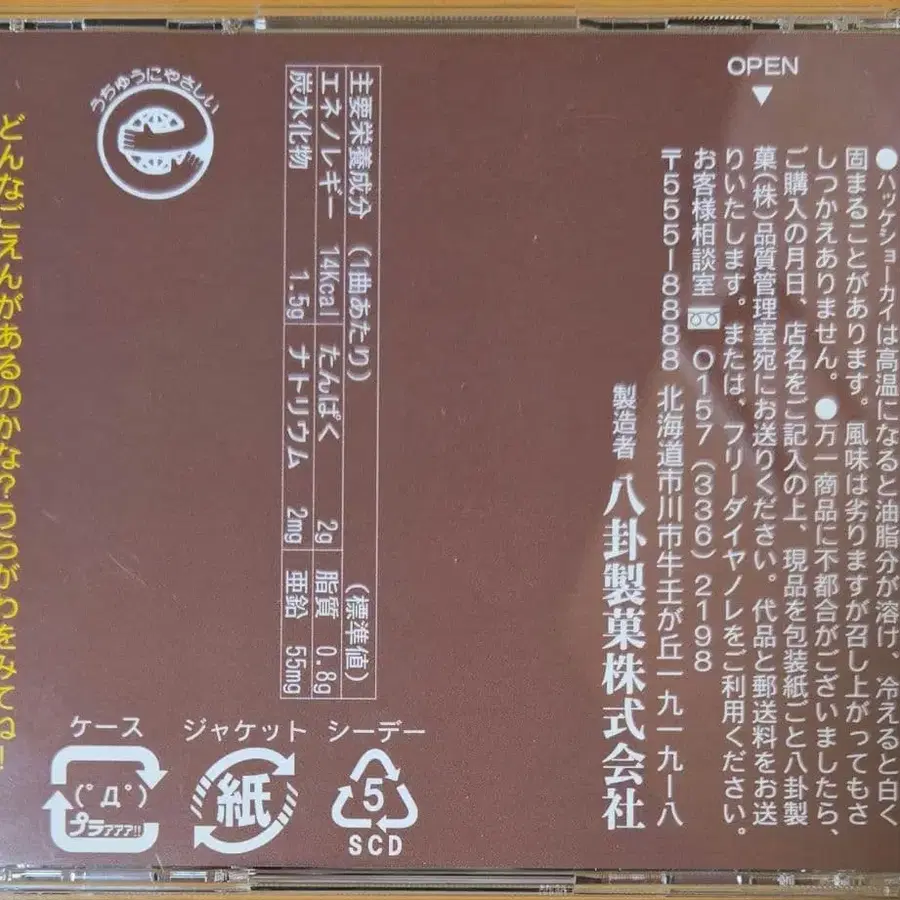 OPEN
●ハッケショーカイは高温になると油脂分が溶け、冷えると白く
固まることがあります。風味は劣りますが召し上がってもさ
しつかえありません。●万一商品に不都合がございましたら、
ご購入の月日、店名をご記入の上、現品を包装紙ごと八卦製
菓(株)品質管理室宛にお送りください。代品と郵送料をお送
りいたします。または、フリーダイヤノレをご利用ください。
お客様相談室 0157(336)2198
〒555-8888 北海道市川市牛王が丘一九一九ー八
製造者 八卦製菓株式会社
主要栄養成分 (1曲あたり) (標準値)
エネノレギー 14Kcal たんぱく 2g 脂質 0.8g
炭水化物 1.5g ナトリウム 2mg 亜鉛 55mg
うちゅうにやさしい
どんなごえんがあるのかな?うらがわをみてね!
ケース
(゜Д゜)
プラァァァ!!
ジャケット
紙
シーデー
5
SCD